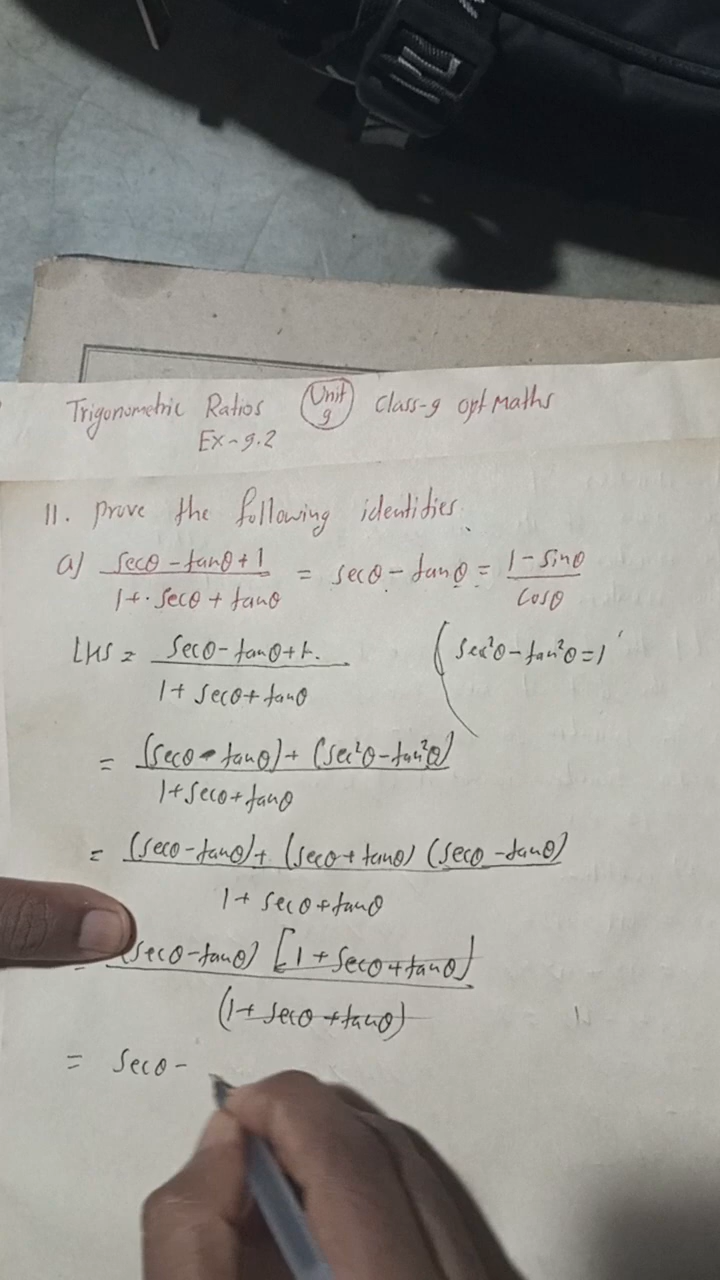 Trigonometric Ratios Unit 9 Class-9 opt Maths
Ex-9.2
11. Prove the following identities.
a) (secθ - tanθ + 1)/(1 + secθ + tanθ) = secθ - tanθ = (1 - sinθ)/cosθ
LHS = (secθ - tanθ + 1)/(1 + secθ + tanθ) (sec²θ - tan²θ = 1
= ((secθ - tanθ) + (sec²θ - tan²θ))/(1 + secθ + tanθ)
= ((secθ - tanθ) + (secθ + tanθ) (secθ - tanθ))/(1 + secθ + tanθ)
= (secθ - tanθ) [1 + secθ + tanθ]/(1 + secθ + tanθ)
= secθ -